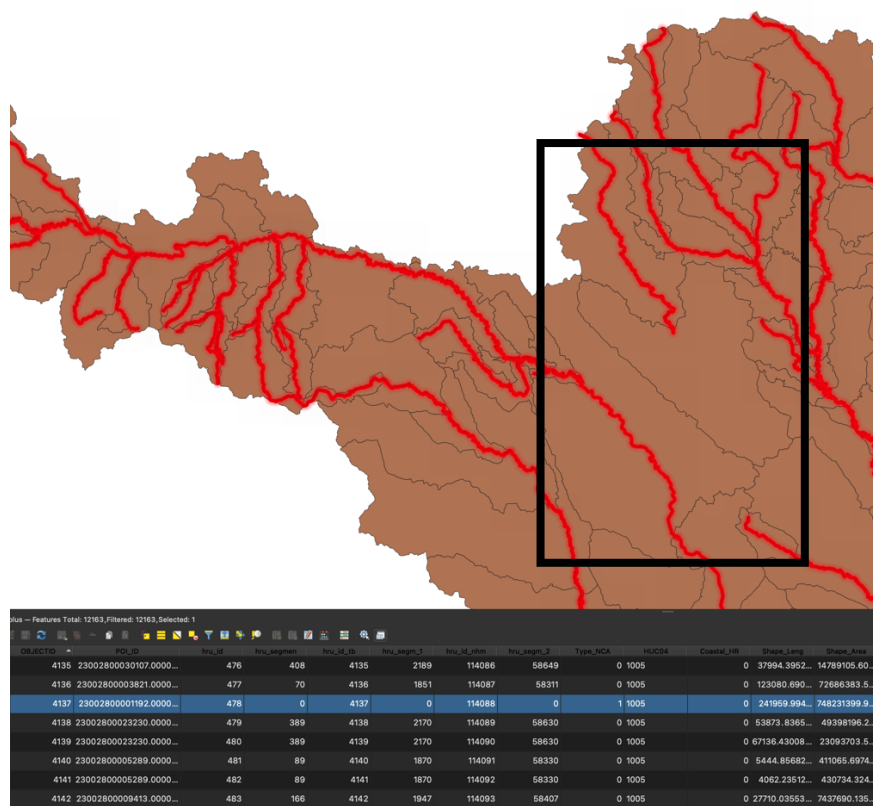 plus — Features Total: 12163, Filtered: 12163, Selected: 1
OBJECTID POI_ID hru_id hru_segmen hru_id_tb hru_segm_1 hru_id_nhm hru_segm_2 Type_NCA HUC04 Coastal_HR Shape_Leng Shape_Area
4135 23002800030107.0000... 476 408 4135 2189 114086 58649 0 1005 0 37994.3952... 14789105.60...
4136 23002800003821.0000... 477 70 4136 1851 114087 58311 0 1005 0 123080.690... 72686383.5...
4137 23002800001192.0000... 478 0 4137 0 114088 0 1 1005 0 241959.994... 748231399.9...
4138 23002800023230.0000... 479 389 4138 2170 114089 58630 0 1005 0 53873.8365... 49398196.2...
4139 23002800023230.0000... 480 389 4139 2170 114090 58630 0 1005 0 67136.43008... 23093703.5...
4140 23002800005289.0000... 481 89 4140 1870 114091 58330 0 1005 0 5444.85682... 411065.6974...
4141 23002800005289.0000... 482 89 4141 1870 114092 58330 0 1005 0 4062.23512... 430734.324...
4142 23002800009413.0000... 483 166 4142 1947 114093 58407 0 1005 0 27710.03553... 7437690.135...